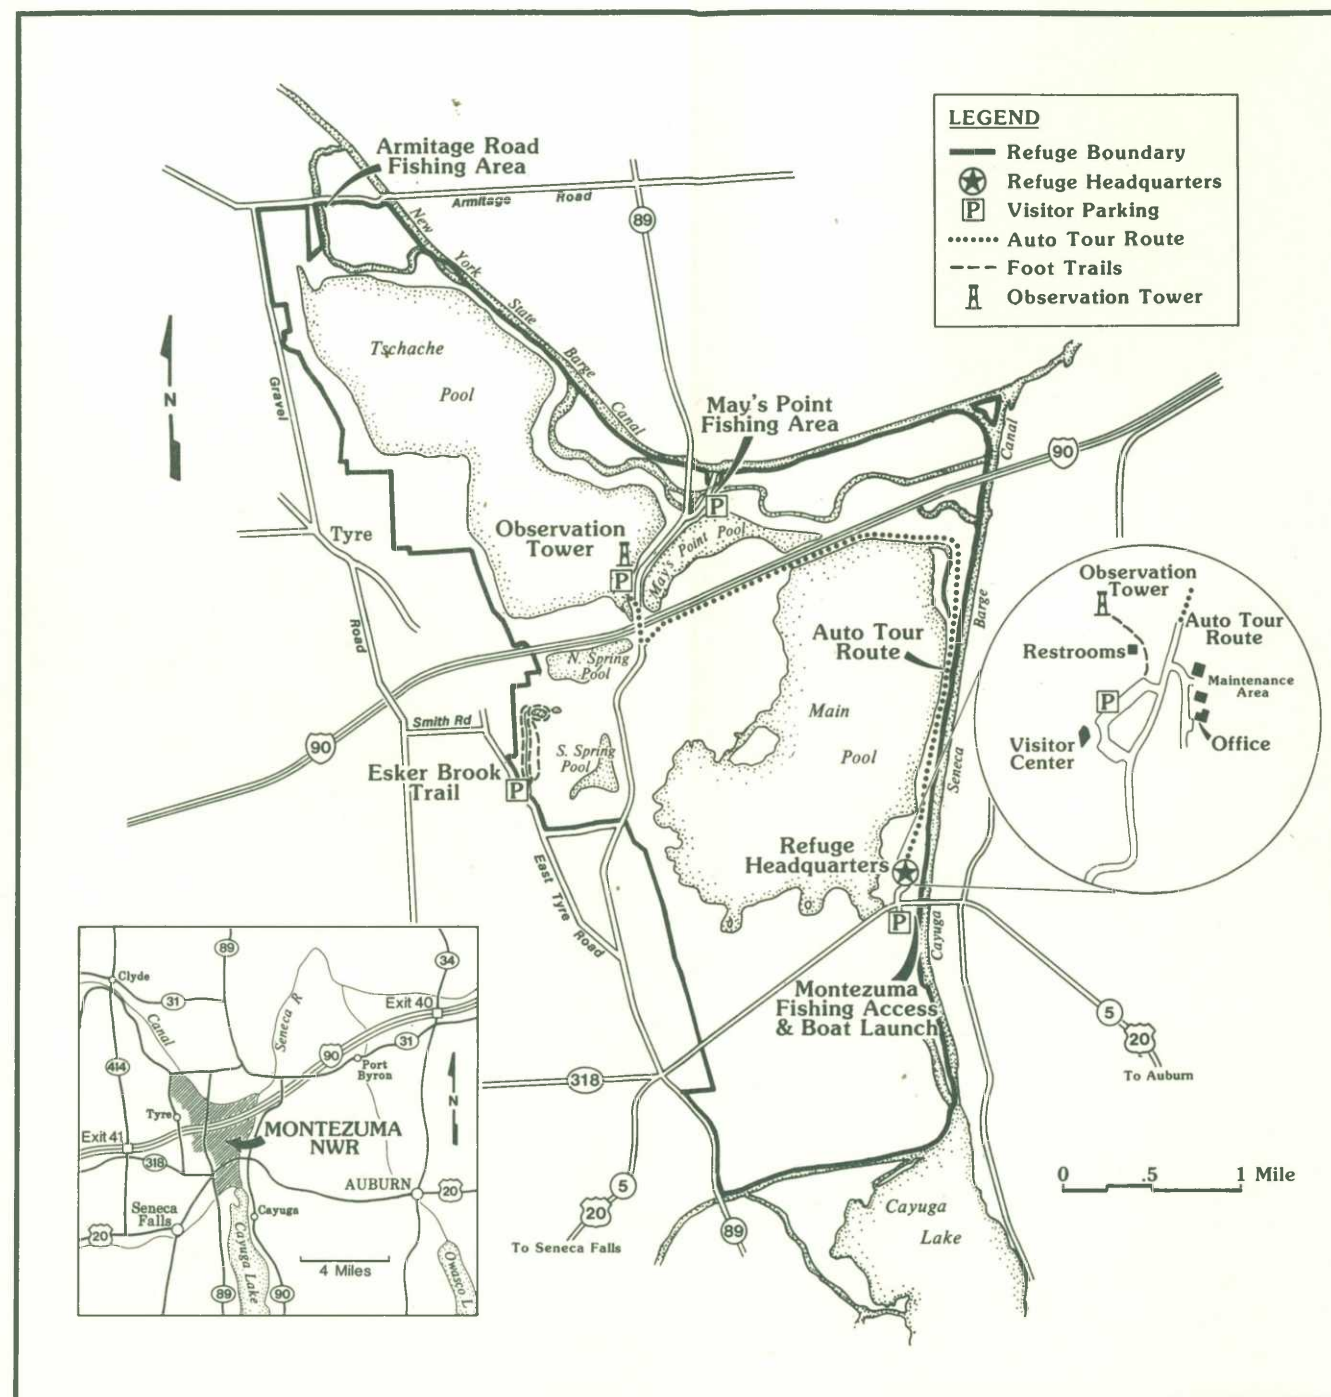 LEGEND
Refuge Boundary
Refuge Headquarters
P Visitor Parking
Auto Tour Route
Foot Trails
Observation Tower
Armitage Road
Fishing Area
Armitage Road
89
New York State Barge Canal
Tschache
Pool
N
Gravel
Road
May's Point
Fishing Area
Canal
90
P
Observation
Tower
P
May's Point Pool
Tyre
Barge
Auto Tour
Route
N. Spring
Pool
Smith Rd
Main
Pool
S. Spring
Pool
90
Seneca
Esker Brook
Trail
P
Refuge
Headquarters
East Tyre Road
P
Cayuga
Montezuma
Fishing Access
& Boat Launch
5
20
To Auburn
318
5
20
To Seneca Falls
89
Cayuga
Lake
0 .5 1 Mile
Observation
Tower
Auto Tour
Route
Restrooms
Maintenance
Area
P
Visitor
Center
Office
89
34
Clyde
31
Exit 40
Canal
Seneca R
90
31
414
Port
Byron
N
Tyre
MONTEZUMA
NWR
Exit 41
318
AUBURN
20
Seneca
Falls
Cayuga
20
Cayuga Lake
4 Miles
Owasco L
89
90